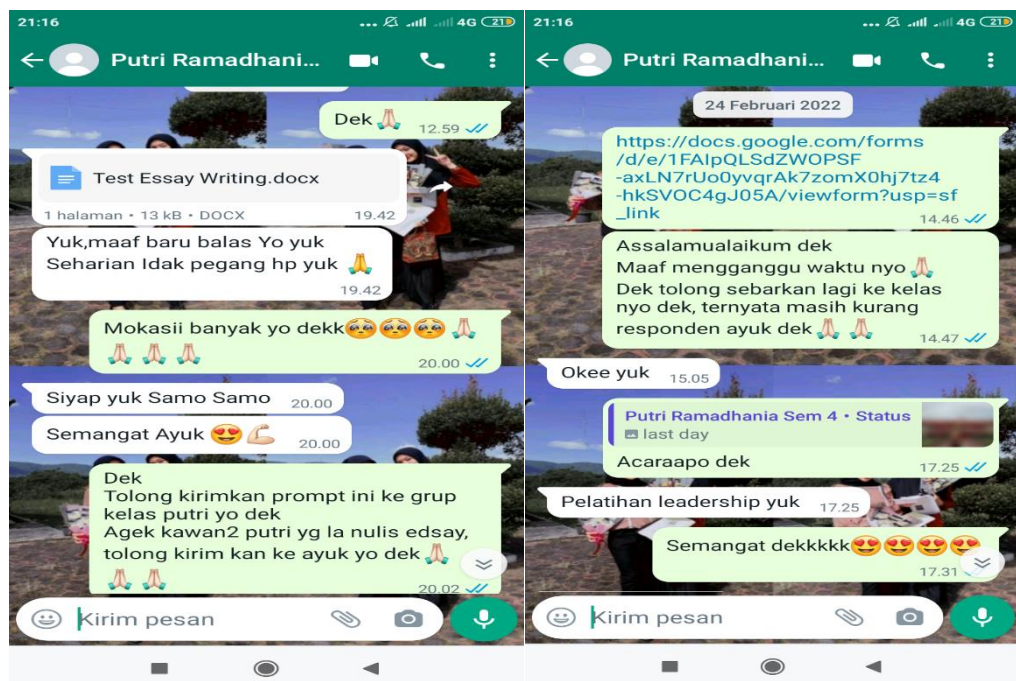 21:16
4G 21
Putri Ramadhani...
Dek🙏🏻 12.59
Test Essay Writing.docx
1 halaman • 13 kB • DOCX 19.42
Yuk,maaf baru balas Yo yuk
Seharian Idak pegang hp yuk 🙏
19.42
Mokasii banyak yo dekk🥺🥺🥺🙏🏻
🙏🏻🙏🏻🙏🏻
20.00
Siyap yuk Samo Samo 20.00
Semangat Ayuk 😍💪🏻 20.00
Dek
Tolong kirimkan prompt ini ke grup
kelas putri yo dek
Agek kawan2 putri yg la nulis edsay,
tolong kirim kan ke ayuk yo dek🙏🏻
🙏🏻🙏🏻
20.02
Kirim pesan
21:16
4G 21
Putri Ramadhani...
24 Februari 2022
https://docs.google.com/forms
/d/e/1FAIpQLSdZWOPSF
-axLN7rUo0yvqrAk7zomX0hj7tz4
-hkSVOC4gJ05A/viewform?usp=sf
_link
14.46
Assalamualaikum dek
Maaf mengganggu waktu nyo🙏🏻
Dek tolong sebarkan lagi ke kelas
nyo dek, ternyata masih kurang
responden ayuk dek🙏🏻🙏🏻
14.47
Okee yuk 15.05
Putri Ramadhania Sem 4 • Status
last day
Acaraapo dek
17.25
Pelatihan leadership yuk 17.25
Semangat dekkkkk😍😍😍😍
17.31
Kirim pesan